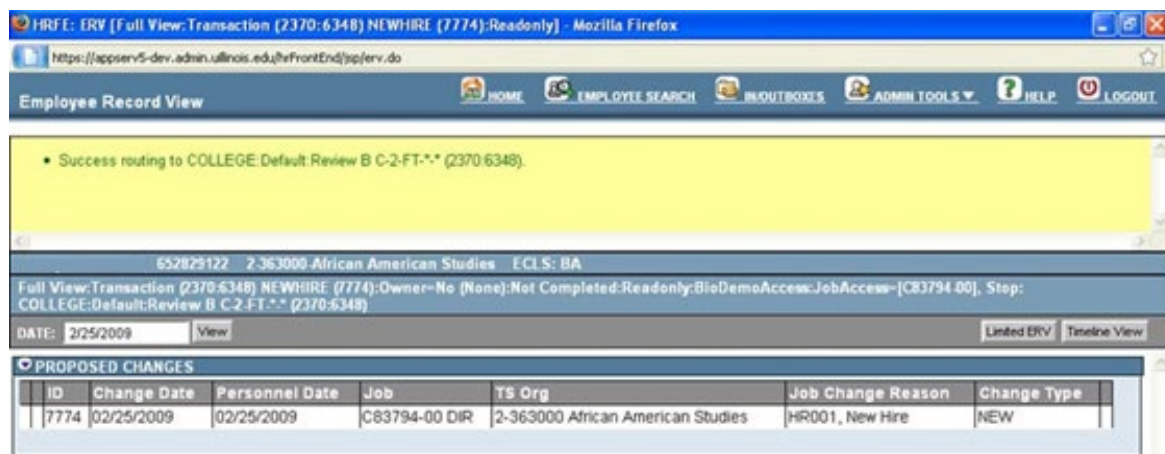 HRFE: ERV [Full View:Transaction (2370:6348) NEWHIRE (7774):Readonly] - Mozilla Firefox
https://appserv5-dev.admin.uillinois.edu/hrFrontEnd/jsp/erv.do
Employee Record View HOME EMPLOYEE SEARCH IN/OUTBOXES ADMIN TOOLS HELP LOGOUT
• Success routing to COLLEGE:Default:Review B C-2-FT-*-* (2370:6348).
652829122 2-363000-African American Studies ECLS: BA
Full View:Transaction (2370:6348) NEWHIRE (7774):Owner=No (None):Not Completed:Readonly:BioDemoAccess:JobAccess=[C83794-00], Stop:
COLLEGE:Default:Review B C-2-FT-*-* (2370:6348)
DATE: 2/25/2009 View Limited ERV Timeline View
PROPOSED CHANGES
ID Change Date Personnel Date Job TS Org Job Change Reason Change Type
7774 02/25/2009 02/25/2009 C83794-00 DIR 2-363000 African American Studies HR001, New Hire NEW